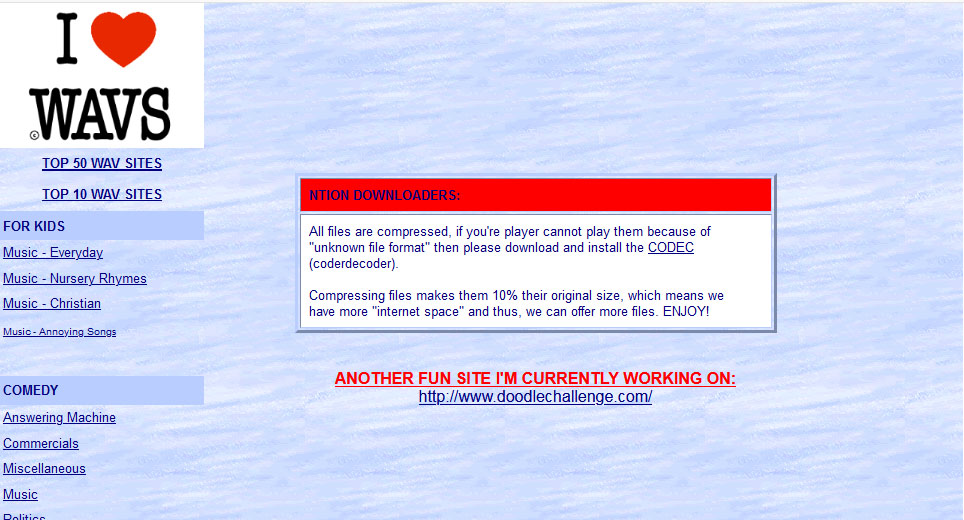 I
©WAVS
TOP 50 WAV SITES
TOP 10 WAV SITES
FOR KIDS
Music - Everyday
Music - Nursery Rhymes
Music - Christian
Music - Annoying Songs
COMEDY
Answering Machine
Commercials
Miscellaneous
Music
Politics
NTION DOWNLOADERS:
All files are compressed, if you're player cannot play them because of
"unknown file format" then please download and install the CODEC
(coderdecoder).
Compressing files makes them 10% their original size, which means we
have more "internet space" and thus, we can offer more files. ENJOY!
ANOTHER FUN SITE I'M CURRENTLY WORKING ON:
http://www.doodlechallenge.com/